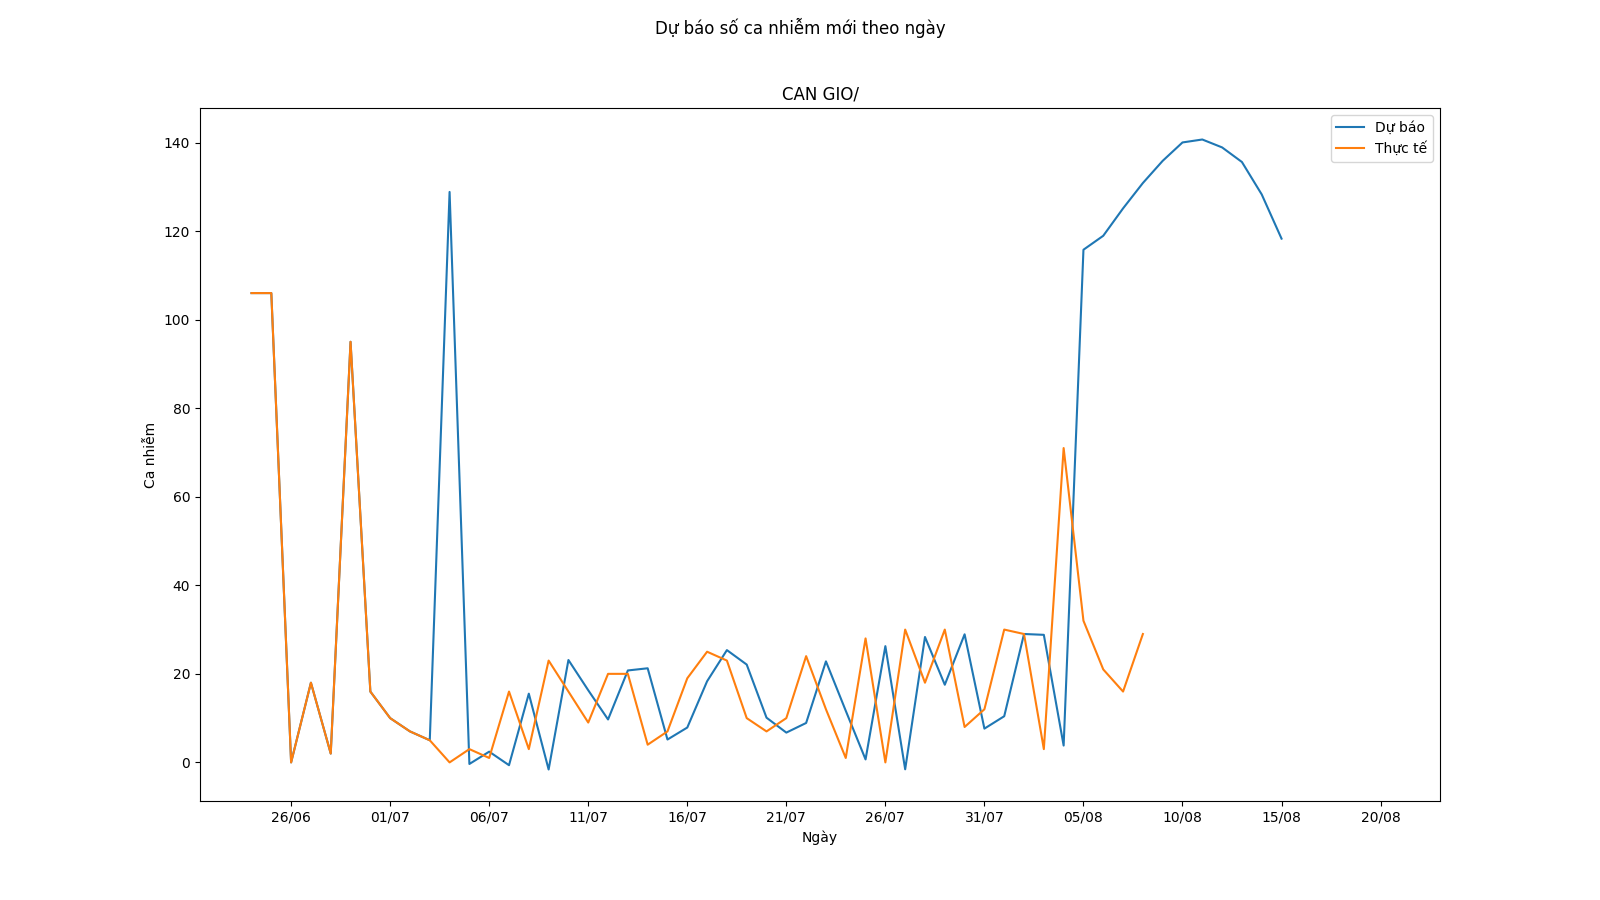 Dự báo số ca nhiễm mới theo ngày
CAN GIO/
Dự báo
Thực tế
140
120
100
80
60
40
20
0
Ca nhiễm
26/06 01/07 06/07 11/07 16/07 21/07 26/07 31/07 05/08 10/08 15/08 20/08
Ngày